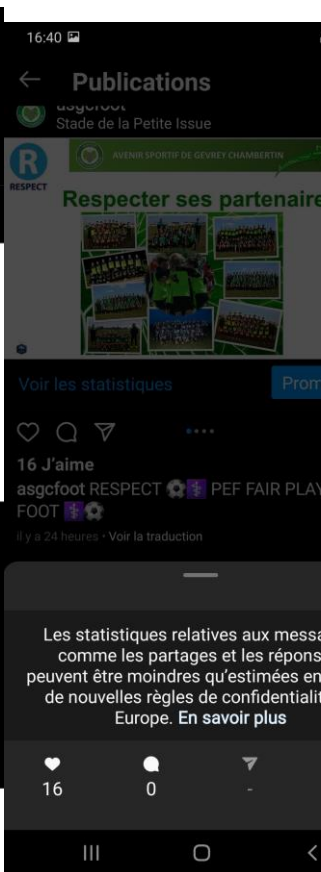 16:40
Publications
asgcfoot
Stade de la Petite Issue
R
RESPECT
AVENIR SPORTIF DE GEVREY CHAMBERTIN
Respecter ses partenaire
Voir les statistiques
Prom
16 J'aime
asgcfoot RESPECT ⚽⚕️ PEF FAIR PLAY
FOOT ⚕️⚽
il y a 24 heures • Voir la traduction
Les statistiques relatives aux messa
comme les partages et les répons
peuvent être moindres qu'estimées en
de nouvelles règles de confidentialit
Europe. En savoir plus
16
0
-